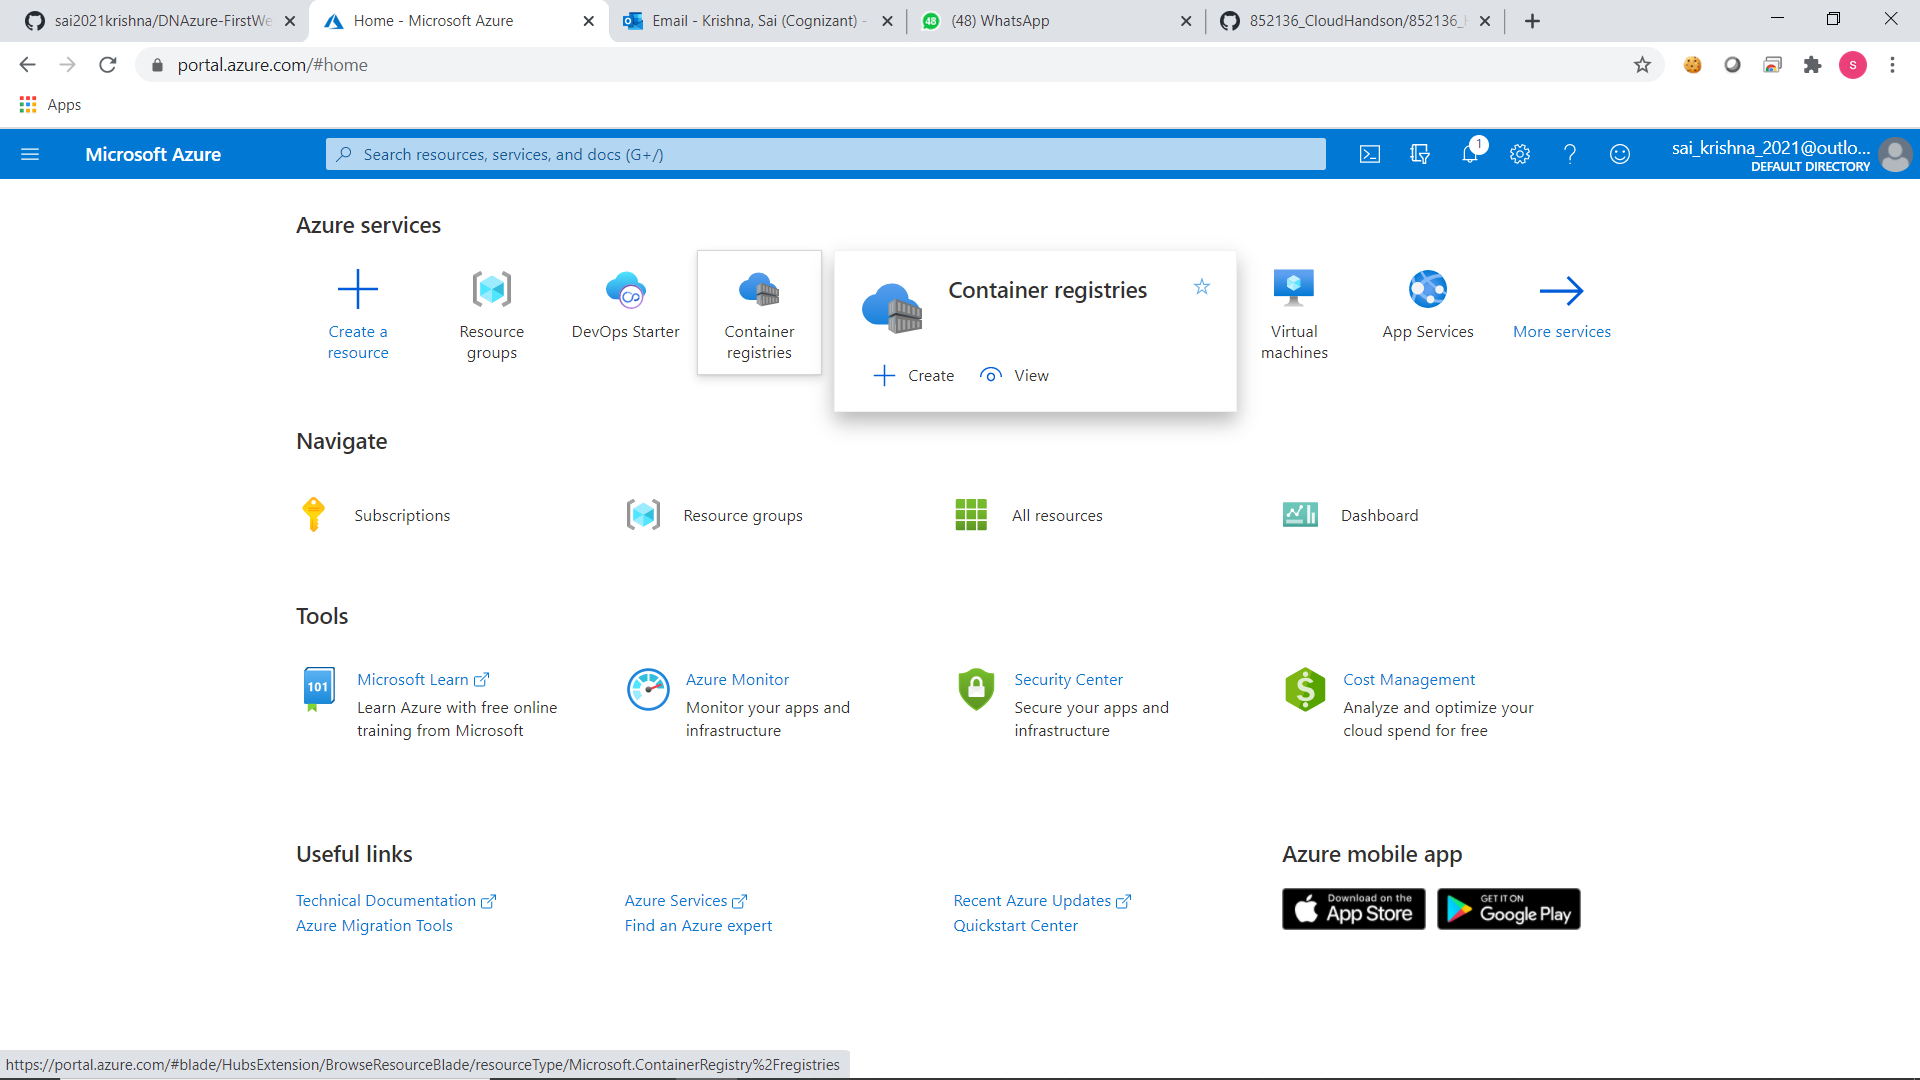 sai2021krishna/DNAzure-FirstWe
Home - Microsoft Azure
Email - Krishna, Sai (Cognizant) -
48
(48) WhatsApp
852136_CloudHandson/852136_
portal.azure.com/#home
s
Apps
Microsoft Azure
Search resources, services, and docs (G+/)
1
sai_krishna_2021@outlo...
DEFAULT DIRECTORY
Azure services
Create a
resource
Resource
groups
DevOps Starter
Container
registries
Container registries
Create
View
Virtual
machines
App Services
More services
Navigate
Subscriptions
Resource groups
All resources
Dashboard
Tools
101
Microsoft Learn
Learn Azure with free online
training from Microsoft
Azure Monitor
Monitor your apps and
infrastructure
Security Center
Secure your apps and
infrastructure
Cost Management
Analyze and optimize your
cloud spend for free
Useful links
Technical Documentation
Azure Migration Tools
Azure Services
Find an Azure expert
Recent Azure Updates
Quickstart Center
Azure mobile app
Download on the
App Store
GET IT ON
Google Play
https://portal.azure.com/#blade/HubsExtension/BrowseResourceBlade/resourceType/Microsoft.ContainerRegistry%2Fregistries